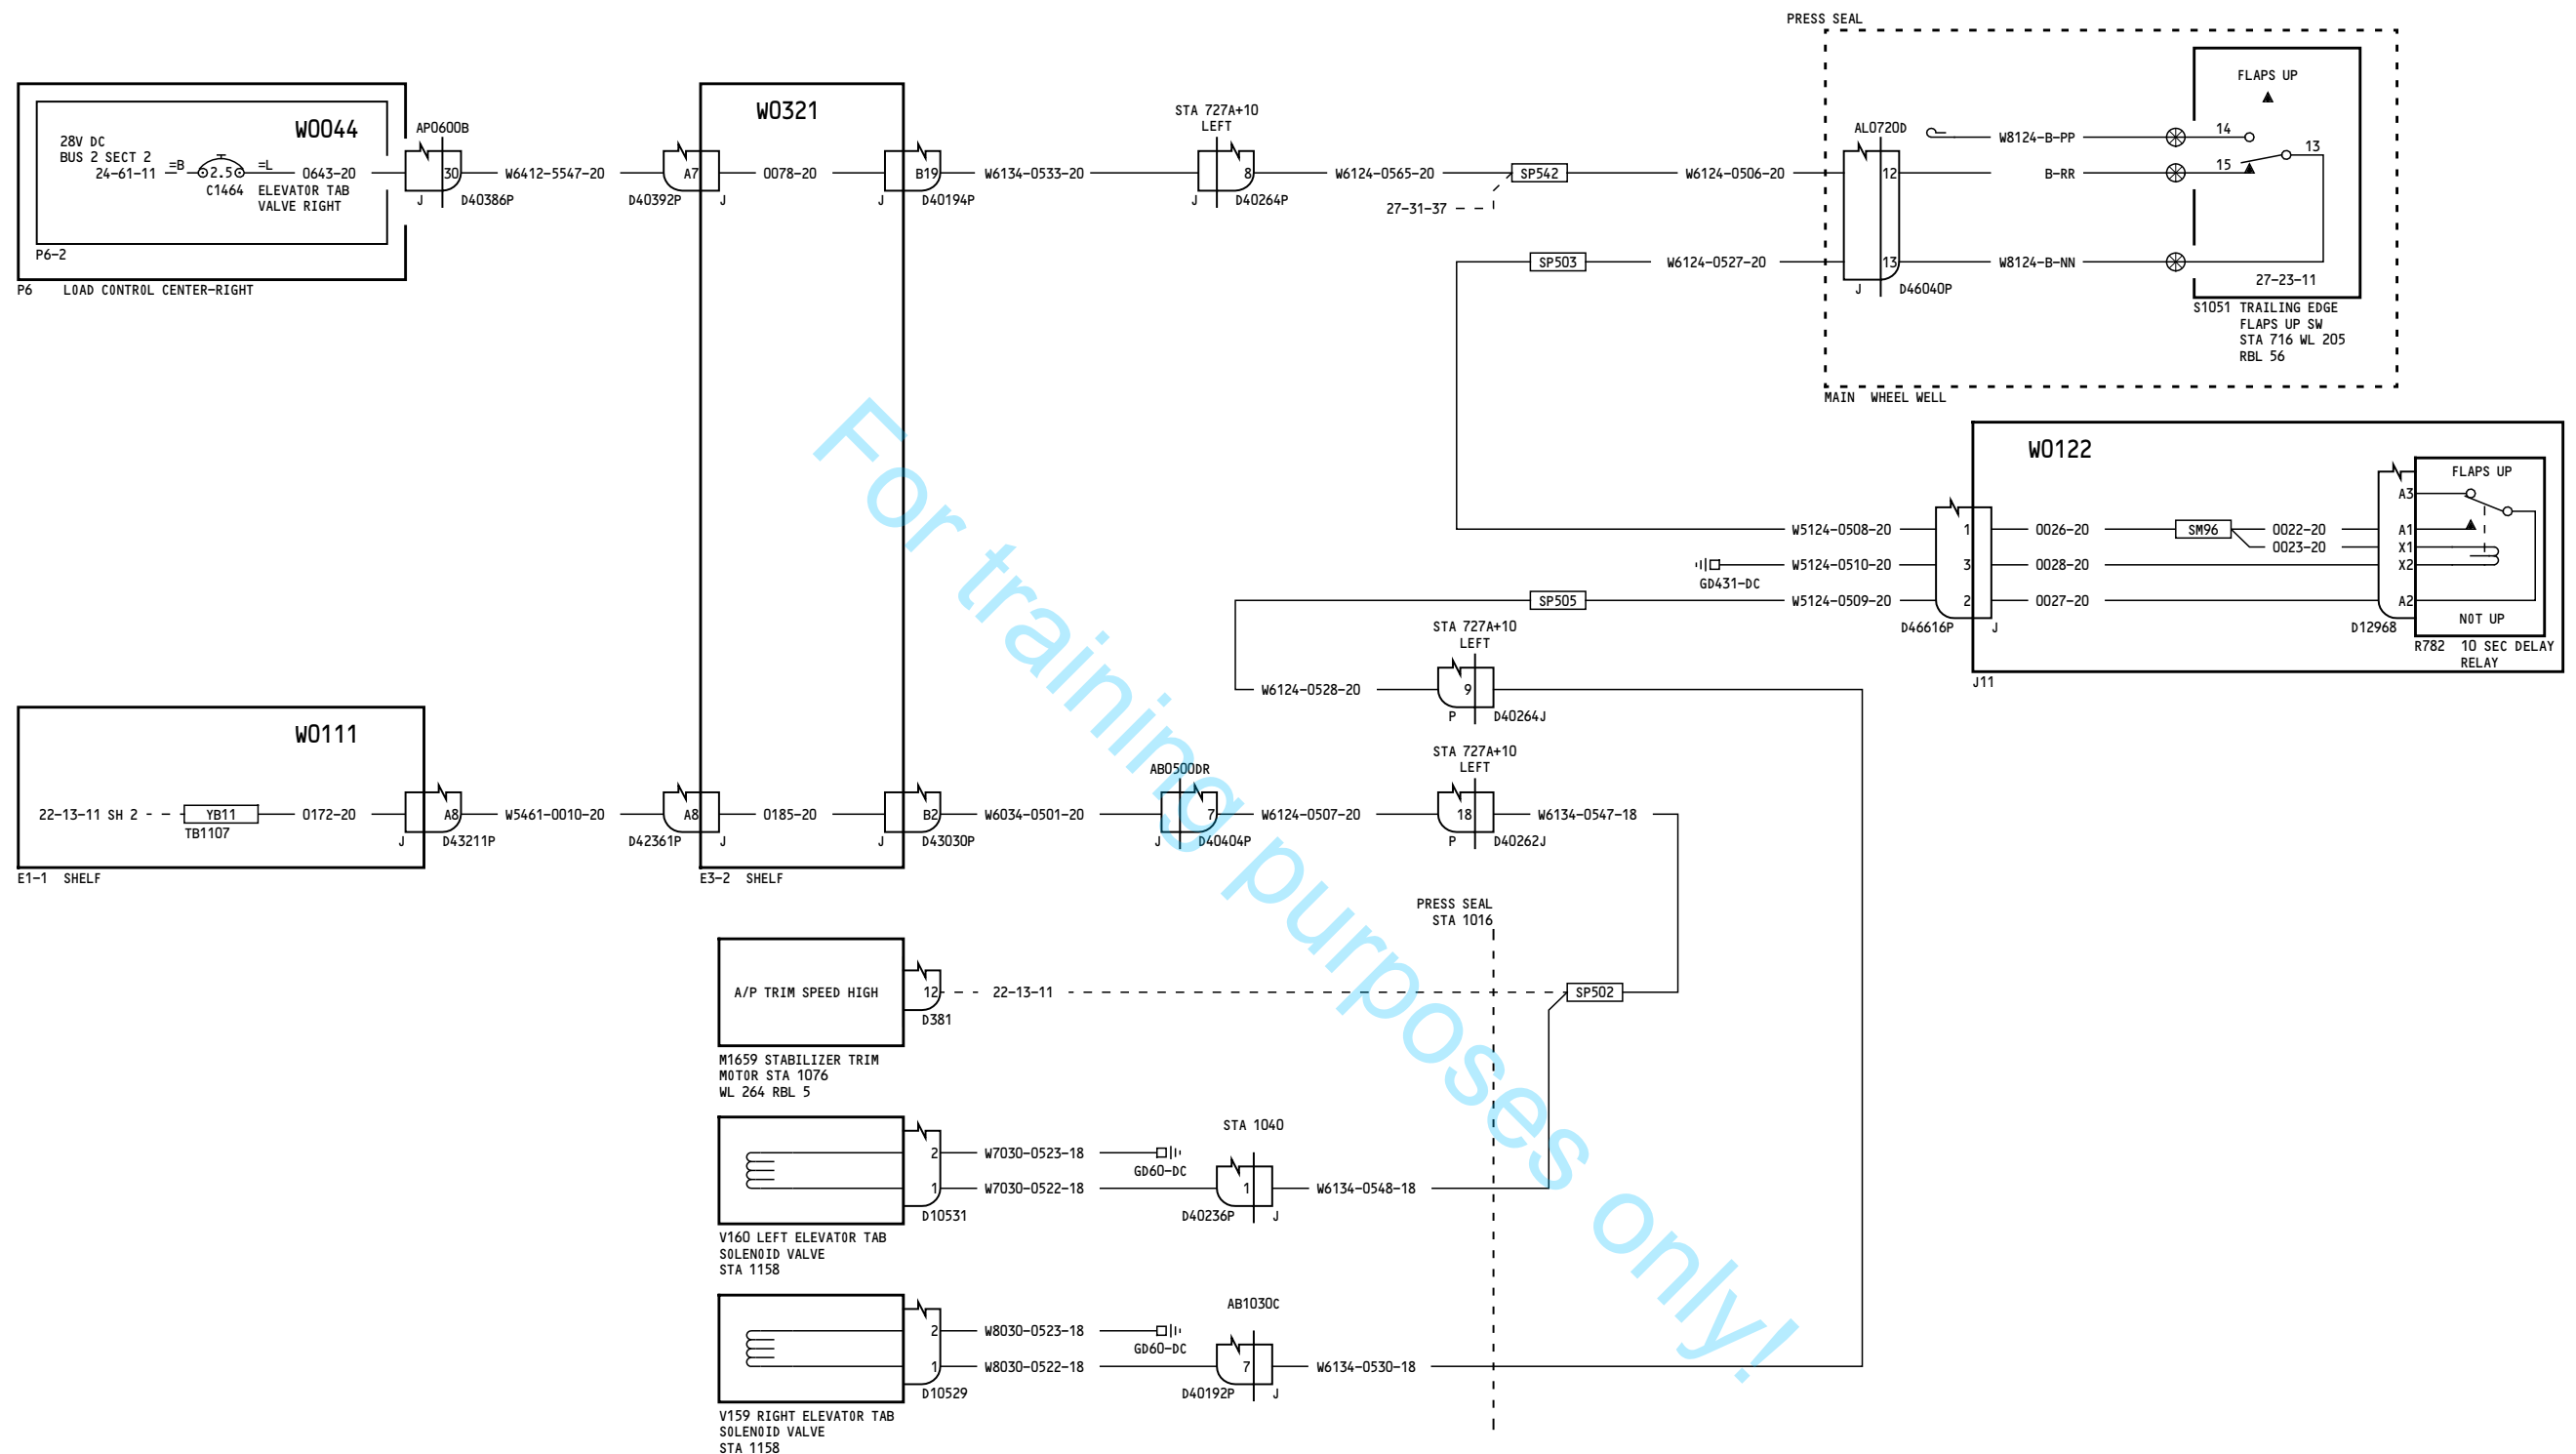 PRESS SEAL
FLAPS UP
14
13
15
27-23-11
S1051 TRAILING EDGE
FLAPS UP SW
STA 716 WL 205
RBL 56
MAIN WHEEL WELL
AL0720D
W8124-B-PP
12
B-RR
13
W8124-B-NN
J
D46040P
W0044
28V DC
BUS 2 SECT 2
24-61-11
=B
2.5
=L
0643-20
C1464
ELEVATOR TAB
VALVE RIGHT
P6-2
P6 LOAD CONTROL CENTER-RIGHT
AP0600B
30
J
D40386P
W6412-5547-20
A7
D40392P
J
W0321
0078-20
B19
J
D40194P
W6134-0533-20
STA 727A+10
LEFT
8
J
D40264P
W6124-0565-20
SP542
27-31-37
W6124-0506-20
SP503
W6124-0527-20
W0122
FLAPS UP
A3
W5124-0508-20
1
0026-20
SM96
0022-20
A1
0023-20
X1
GD431-DC
W5124-0510-20
3
0028-20
X2
SP505
W5124-0509-20
2
0027-20
A2
NOT UP
D46616P
J
D12968
R782 10 SEC DELAY
RELAY
J11
STA 727A+10
LEFT
W6124-0528-20
9
P
D40264J
W0111
22-13-11 SH 2
YB11
TB1107
0172-20
A8
J
D43211P
E1-1 SHELF
W5461-0010-20
A8
D42361P
J
0185-20
B2
J
D43030P
E3-2 SHELF
W6034-0501-20
AB0500DR
7
J
D40404P
W6124-0507-20
STA 727A+10
LEFT
18
P
D40262J
W6134-0547-18
PRESS SEAL
STA 1016
A/P TRIM SPEED HIGH
12
22-13-11
SP502
D381
M1659 STABILIZER TRIM
MOTOR STA 1076
WL 264 RBL 5
2
W7030-0523-18
GD60-DC
1
W7030-0522-18
STA 1040
1
D40236P
J
W6134-0548-18
D10531
V160 LEFT ELEVATOR TAB
SOLENOID VALVE
STA 1158
2
W8030-0523-18
GD60-DC
1
W8030-0522-18
AB1030C
7
D40192P
J
W6134-0530-18
D10529
V159 RIGHT ELEVATOR TAB
SOLENOID VALVE
STA 1158
For training purposes only!